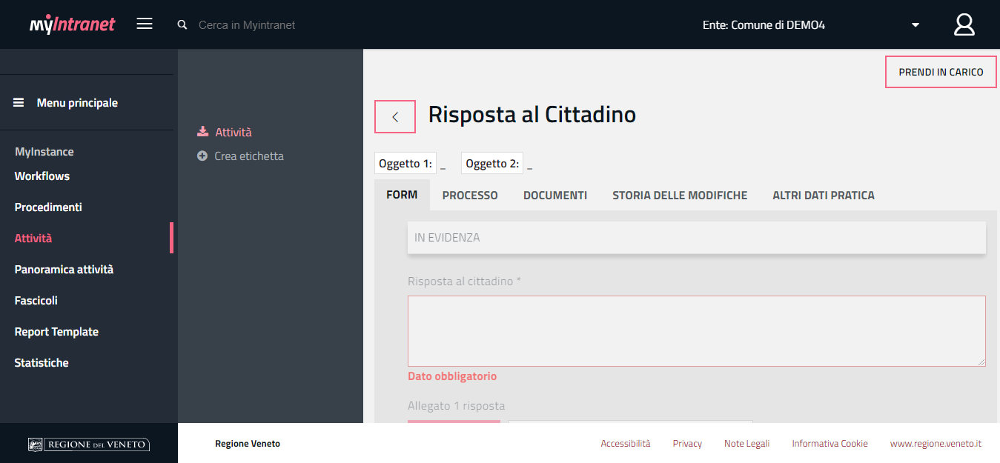 myIntranet
Cerca in Myintranet
Ente: Comune di DEMO4
PRENDI IN CARICO
Menu principale
MyInstance
Workflows
Procedimenti
Attività
Panoramica attività
Fascicoli
Report Template
Statistiche
Attività
Crea etichetta
Risposta al Cittadino
Oggetto 1: _ Oggetto 2: _
FORM PROCESSO DOCUMENTI STORIA DELLE MODIFICHE ALTRI DATI PRATICA
IN EVIDENZA
Risposta al cittadino *
Dato obbligatorio
Allegato 1 risposta
REGIONE DEL VENETO
Regione Veneto
Accessibilità Privacy Note Legali Informativa Cookie www.regione.veneto.it